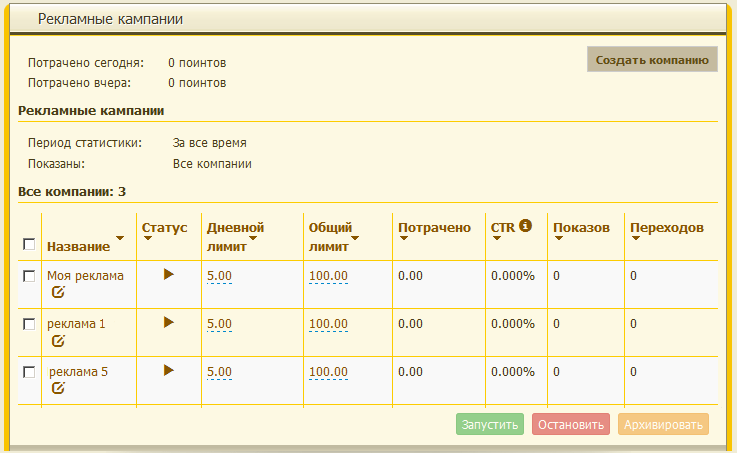 Рекламные кампании
Потрачено сегодня: 0 поинтов
Создать компанию
Потрачено вчера: 0 поинтов
Рекламные кампании
Период статистики: За все время
Показаны: Все компании
Все компании: 3
Название Статус Дневной лимит Общий лимит Потрачено CTR Показов Переходов
Моя реклама 5.00 100.00 0.00 0.000% 0 0
реклама 1 5.00 100.00 0.00 0.000% 0 0
реклама 5 5.00 100.00 0.00 0.000% 0 0
Запустить Остановить Архивировать